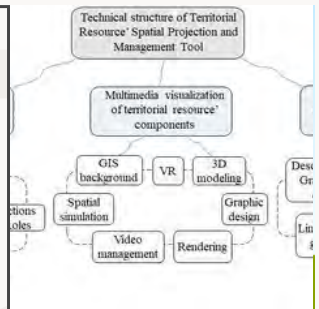 Technical structure of Territorial
Resource' Spatial Projection and
Management Tool
Multimedia visualization
of territorial resource'
components
GIS
background
VR
3D
modeling
Spatial
simulation
Graphic
design
Video
management
Rendering